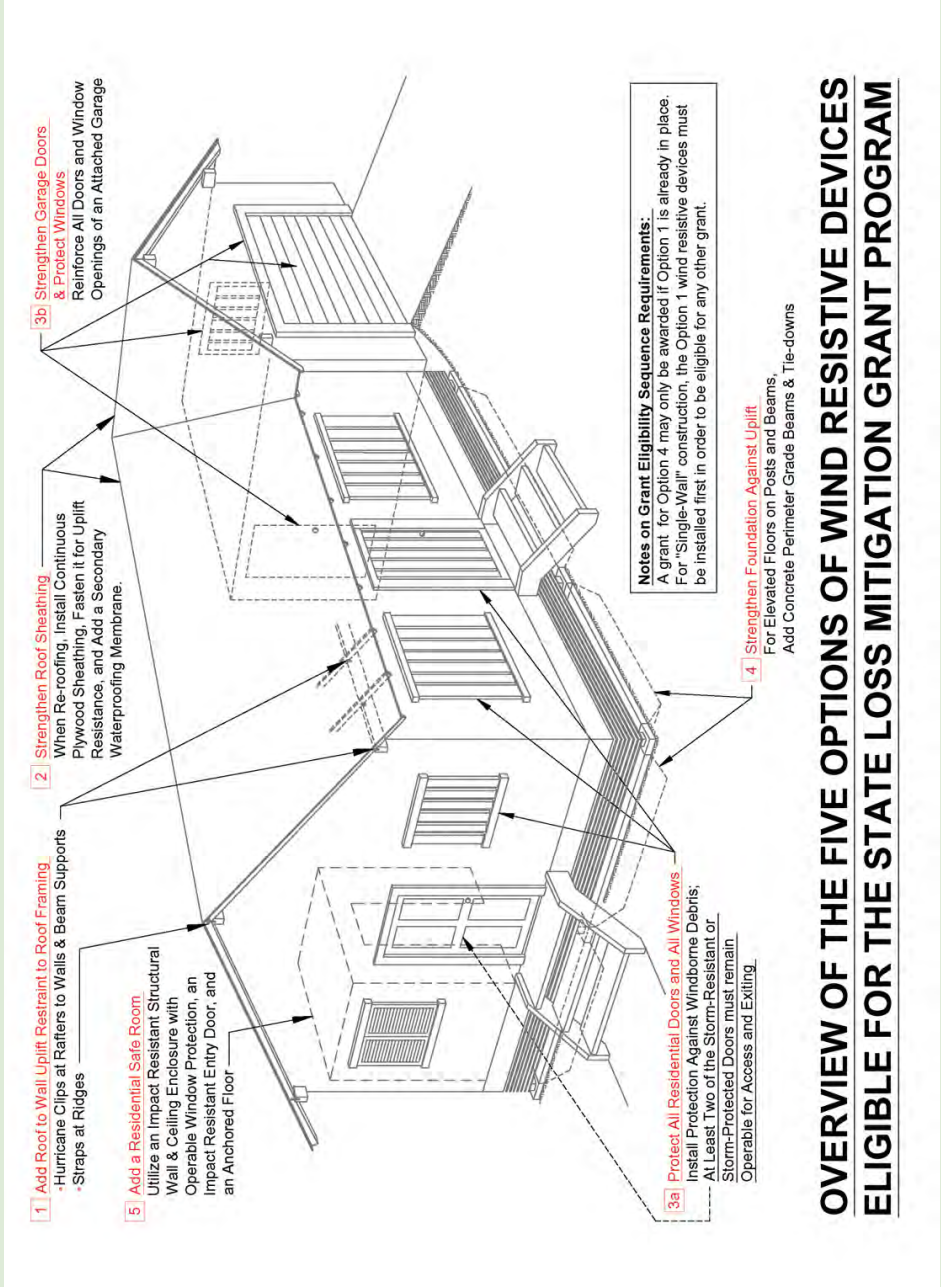 1 Add Roof to Wall Uplift Restraint to Roof Framing
-Hurricane Clips at Rafters to Walls & Beam Supports
-Straps at Ridges
2 Strengthen Roof Sheathing
When Re-roofing, Install Continuous
Plywood Sheathing, Fasten it for Uplift
Resistance, and Add a Secondary
Waterproofing Membrane.
3b Strengthen Garage Doors
& Protect Windows
Reinforce All Doors and Window
Openings of an Attached Garage
5 Add a Residential Safe Room
Utilize an Impact Resistant Structural
Wall & Ceiling Enclosure with
Operable Window Protection, an
Impact Resistant Entry Door, and
an Anchored Floor
Notes on Grant Eligibility Sequence Requirements:
A grant for Option 4 may only be awarded if Option 1 is already in place.
For "Single-Wall" construction, the Option 1 wind resistive devices must
be installed first in order to be eligible for any other grant.
3a Protect All Residential Doors and All Windows
Install Protection Against Windborne Debris;
At Least Two of the Storm-Resistant or
Storm-Protected Doors must remain
Operable for Access and Exiting
4 Strengthen Foundation Against Uplift
For Elevated Floors on Posts and Beams,
Add Concrete Perimeter Grade Beams & Tie-downs
OVERVIEW OF THE FIVE OPTIONS OF WIND RESISTIVE DEVICES
ELIGIBLE FOR THE STATE LOSS MITIGATION GRANT PROGRAM